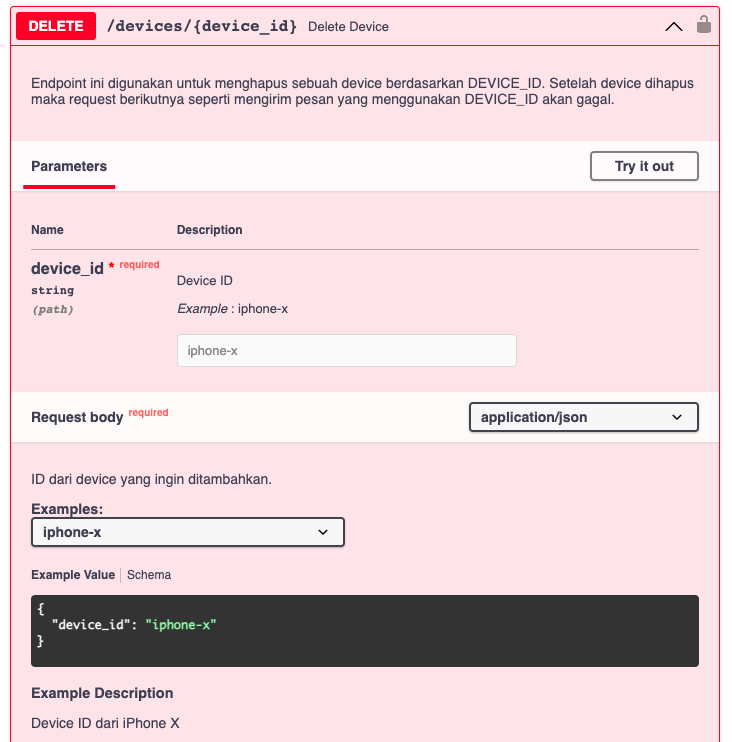 DELETE /devices/{device_id} Delete Device
Endpoint ini digunakan untuk menghapus sebuah device berdasarkan DEVICE_ID. Setelah device dihapus
maka request berikutnya seperti mengirim pesan yang menggunakan DEVICE_ID akan gagal.
Parameters Try it out
Name Description
device_id * required
string
(path)
Device ID
Example : iphone-x
iphone-x
Request body required application/json
ID dari device yang ingin ditambahkan.
Examples:
iphone-x
Example Value Schema
{
"device_id": "iphone-x"
}
Example Description
Device ID dari iPhone X